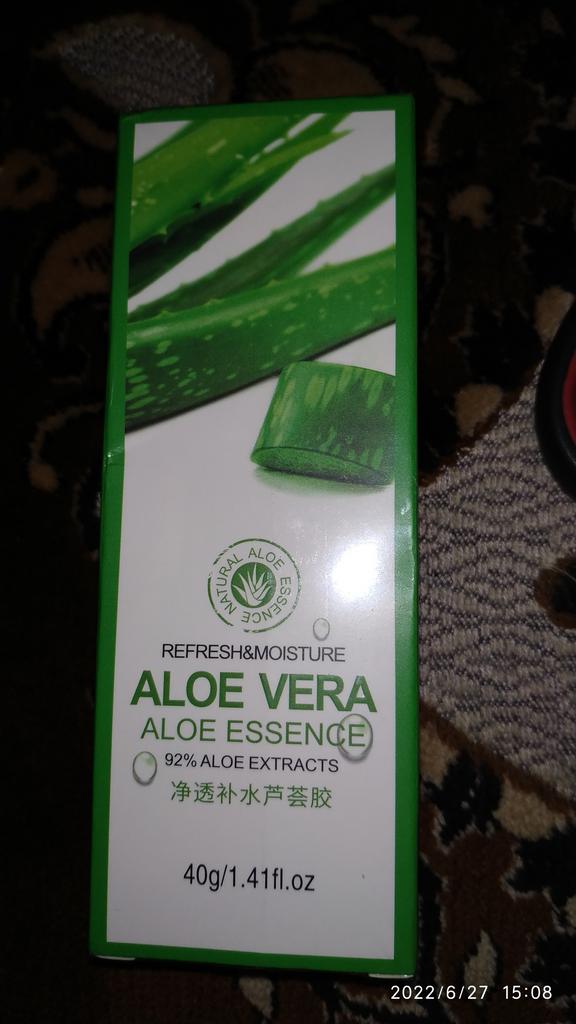 NATURAL ALOE ESSENCE
REFRESH&MOISTURE
ALOE VERA
ALOE ESSENCE
92% ALOE EXTRACTS
净透补水芦荟胶
40g/1.41fl.oz
2022/6/27 15:08